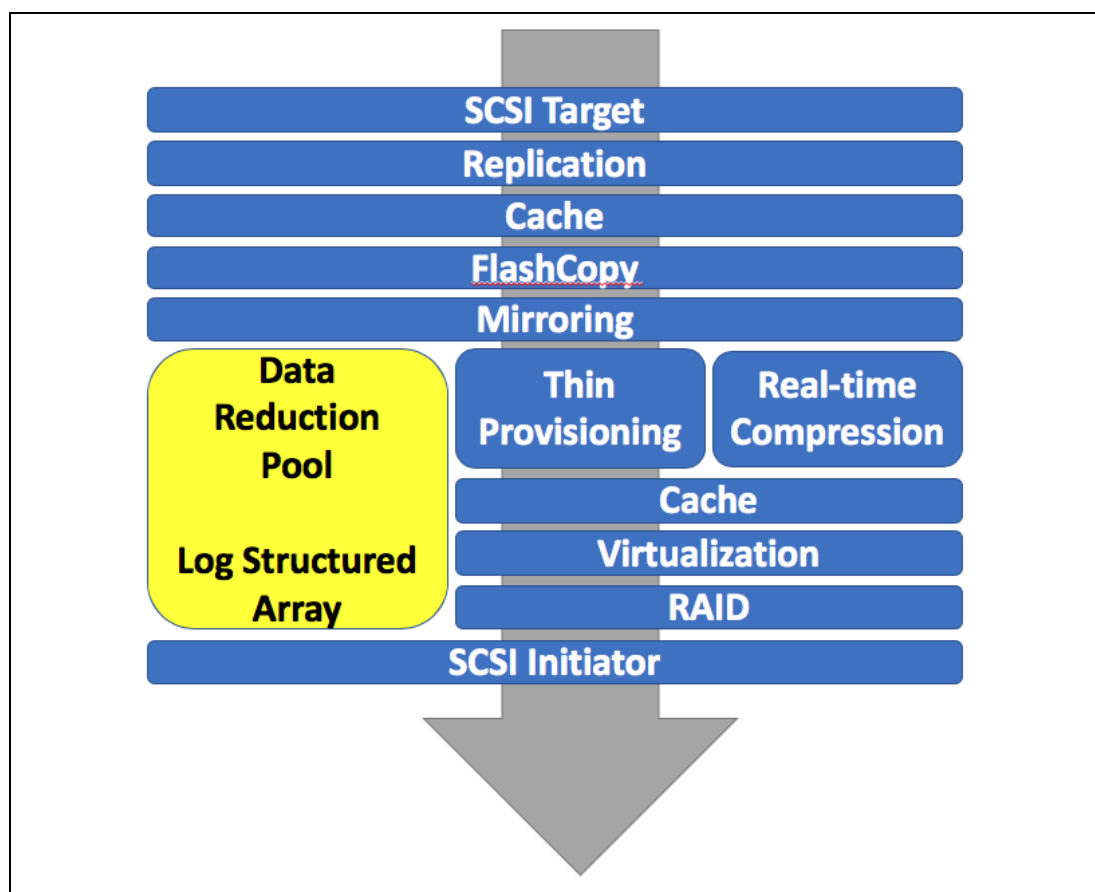 SCSI Target
Replication
Cache
FlashCopy
Mirroring
Data
Reduction
Pool
Log Structured
Array
Thin
Provisioning
Real-time
Compression
Cache
Virtualization
RAID
SCSI Initiator